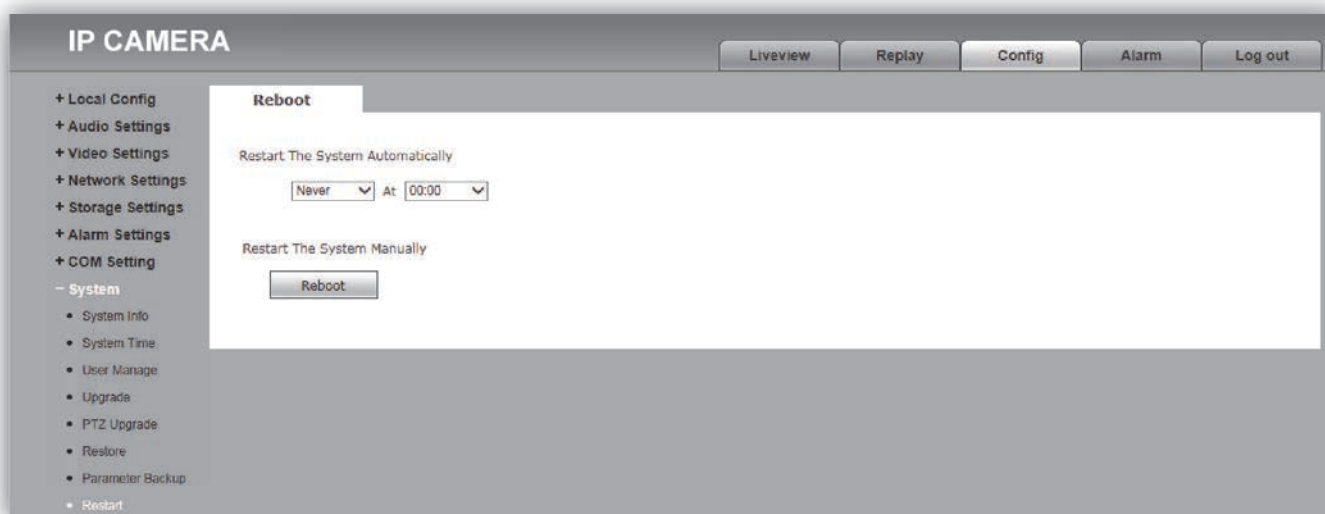 IP CAMERA
Liveview Replay Config Alarm Log out
+ Local Config
+ Audio Settings
+ Video Settings
+ Network Settings
+ Storage Settings
+ Alarm Settings
+ COM Setting
− System
• System Info
• System Time
• User Manage
• Upgrade
• PTZ Upgrade
• Restore
• Parameter Backup
• Restart
Reboot
Restart The System Automatically
Never At 00:00
Restart The System Manually
Reboot